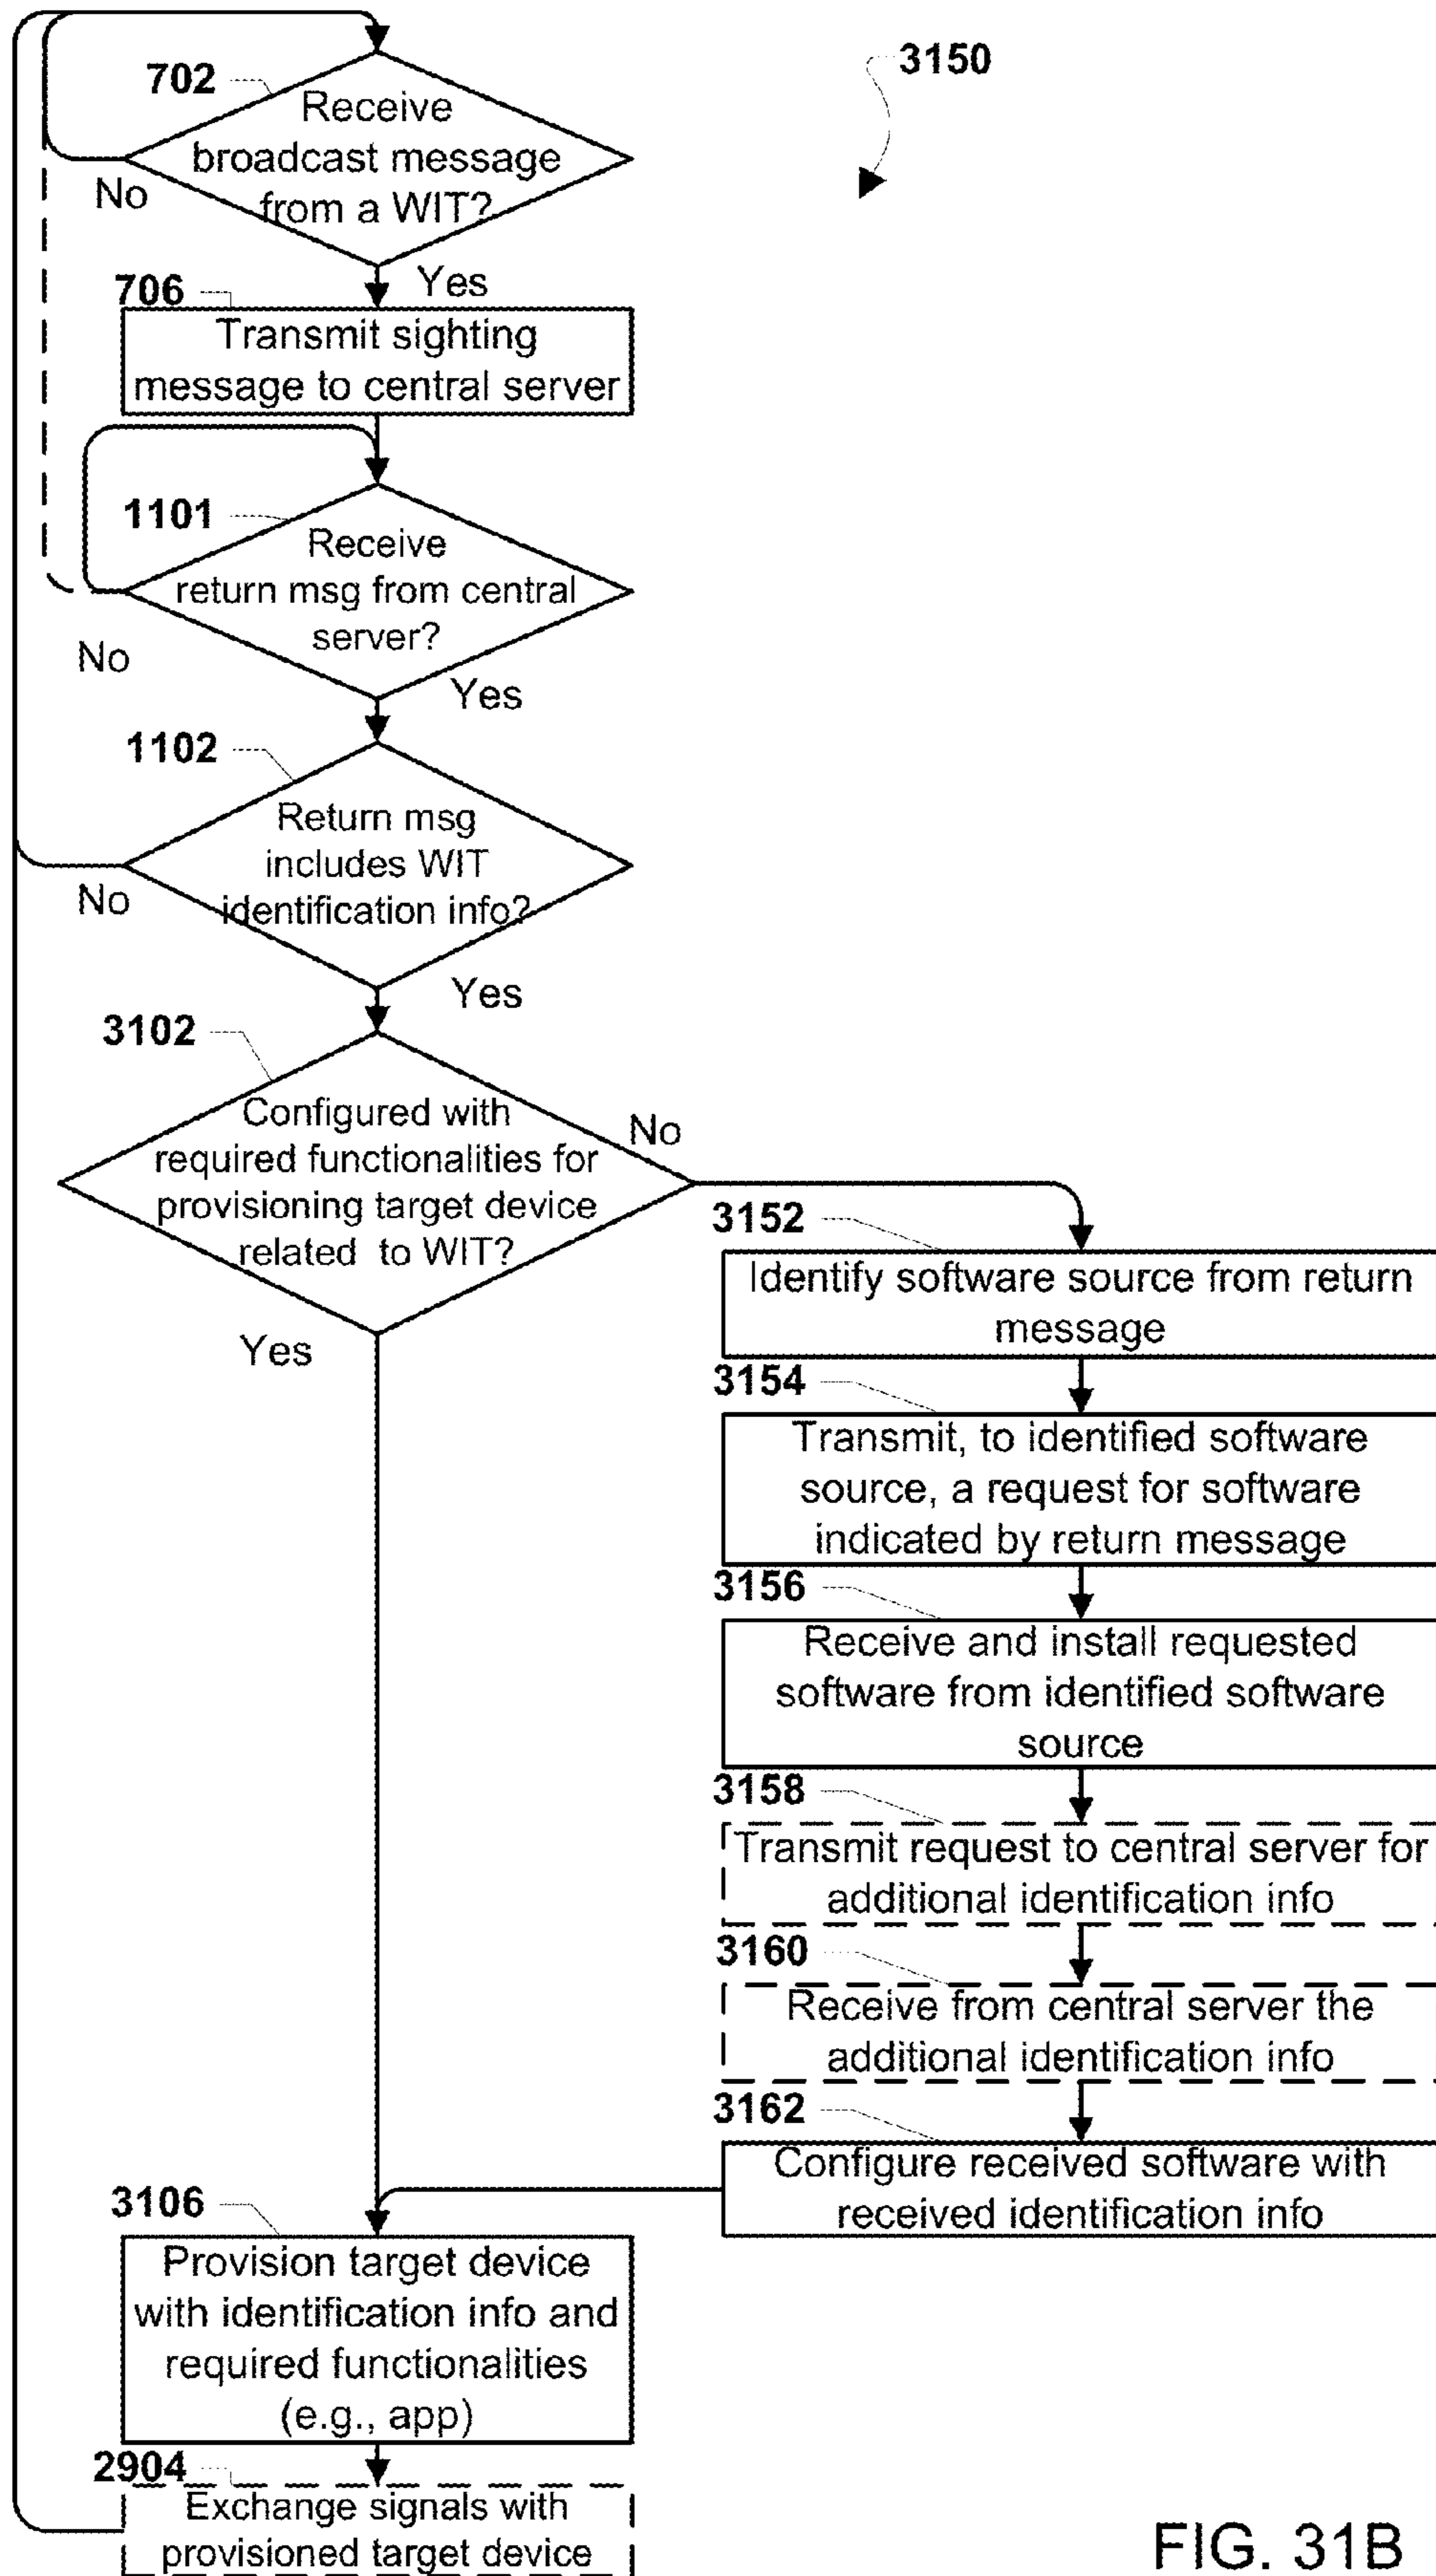 3150
702
Receive
broadcast message
from a WIT?
No
Yes
706
Transmit sighting
message to central server
1101
Receive
return msg from central
server?
No
Yes
1102
Return msg
includes WIT
identification info?
No
Yes
3102
Configured with
required functionalities for
provisioning target device
related to WIT?
No
Yes
3152
Identify software source from return
message
3154
Transmit, to identified software
source, a request for software
indicated by return message
3156
Receive and install requested
software from identified software
source
3158
Transmit request to central server for
additional identification info
3160
Receive from central server the
additional identification info
3162
Configure received software with
received identification info
3106
Provision target device
with identification info and
required functionalities
(e.g., app)
2904
Exchange signals with
provisioned target device
FIG. 31B